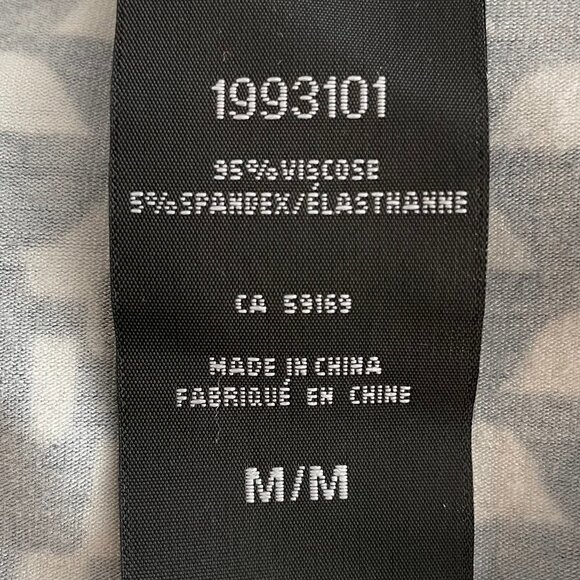 1993101
95%VISCOSE
5%SPANDEX/ÉLASTHANNE
CA 59169
MADE IN CHINA
FABRIQUÉ EN CHINE
M/M